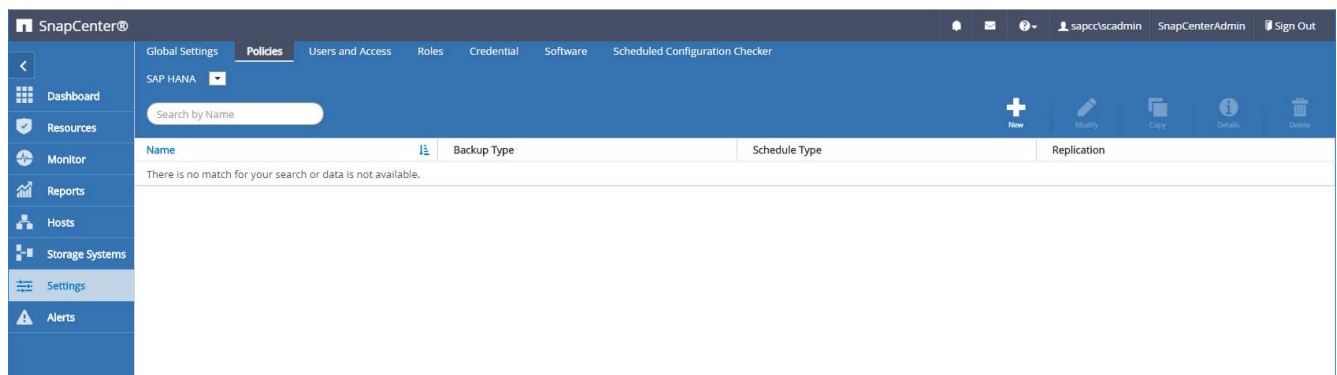 SnapCenter®
sapcc\scadmin SnapCenterAdmin Sign Out
Global Settings Policies Users and Access Roles Credential Software Scheduled Configuration Checker
SAP HANA
Dashboard
Search by Name
New Modify Copy Details Delete
Resources
Name Backup Type Schedule Type Replication
Monitor
There is no match for your search or data is not available.
Reports
Hosts
Storage Systems
Settings
Alerts